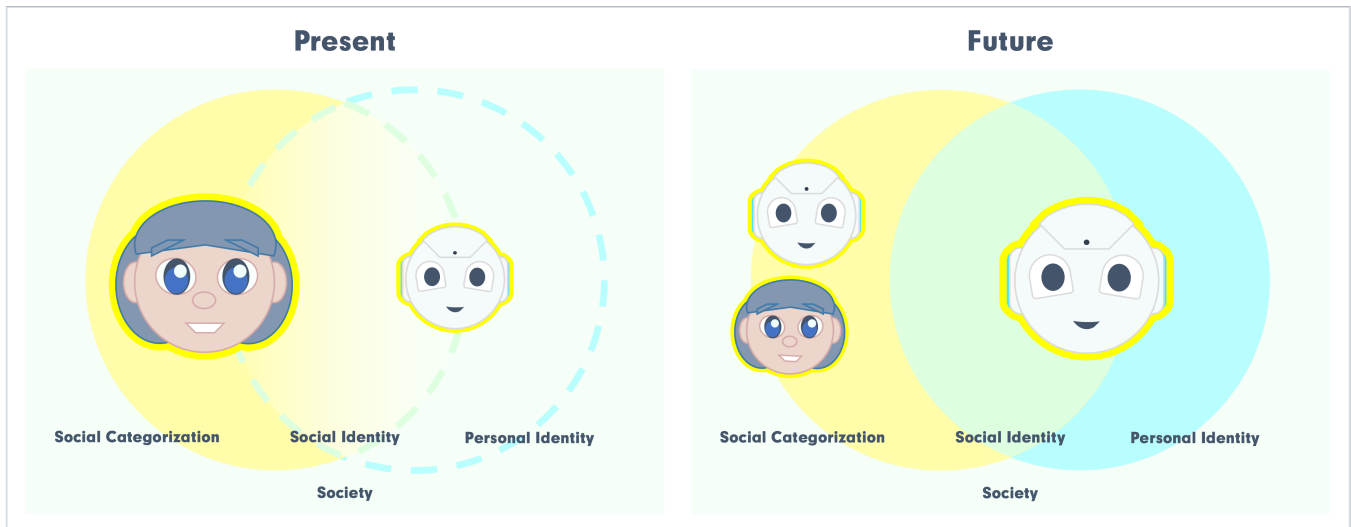 Present
Social Categorization
Social Identity
Personal Identity
Society
Future
Social Categorization
Social Identity
Personal Identity
Society